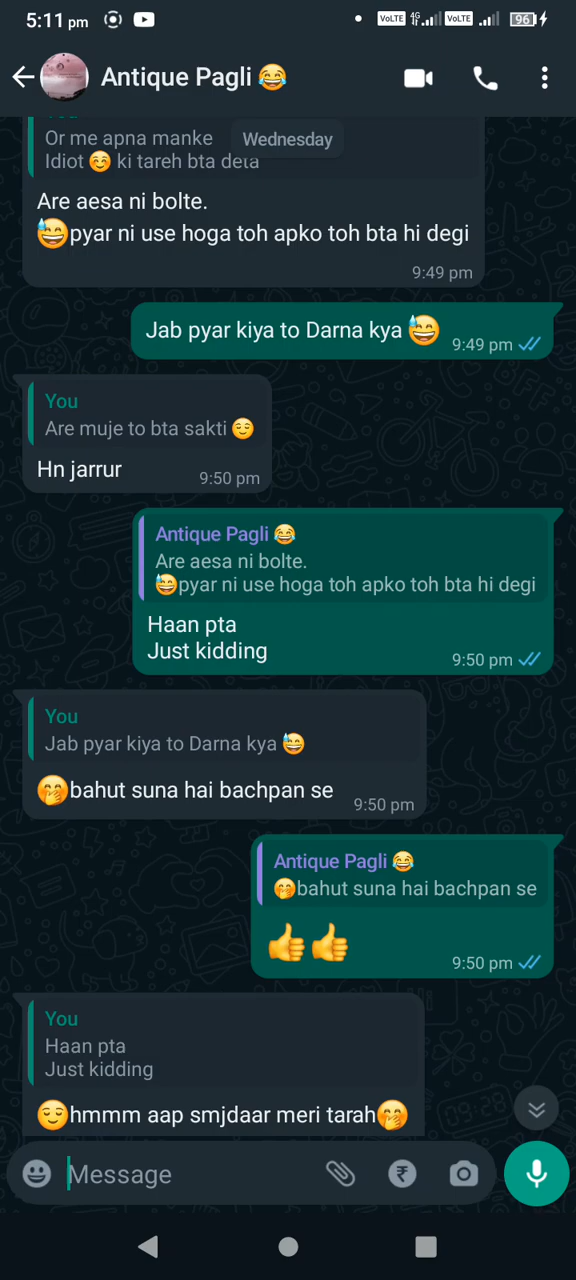 5:11 pm
VoLTE 4G VoLTE 96
Antique Pagli 😂
Wednesday
Or me apna manke
Idiot ☺️ ki tareh bta deta
Are aesa ni bolte.
😅pyar ni use hoga toh apko toh bta hi degi
9:49 pm
Jab pyar kiya to Darna kya 😅
9:49 pm
You
Are muje to bta sakti 😌
Hn jarrur
9:50 pm
Antique Pagli 😂
Are aesa ni bolte.
😅pyar ni use hoga toh apko toh bta hi degi
Haan pta
Just kidding
9:50 pm
You
Jab pyar kiya to Darna kya 😅
🤭bahut suna hai bachpan se
9:50 pm
Antique Pagli 😂
🤭bahut suna hai bachpan se
👍👍
9:50 pm
You
Haan pta
Just kidding
😌hmmm aap smjdaar meri tarah🤭
Message
₹